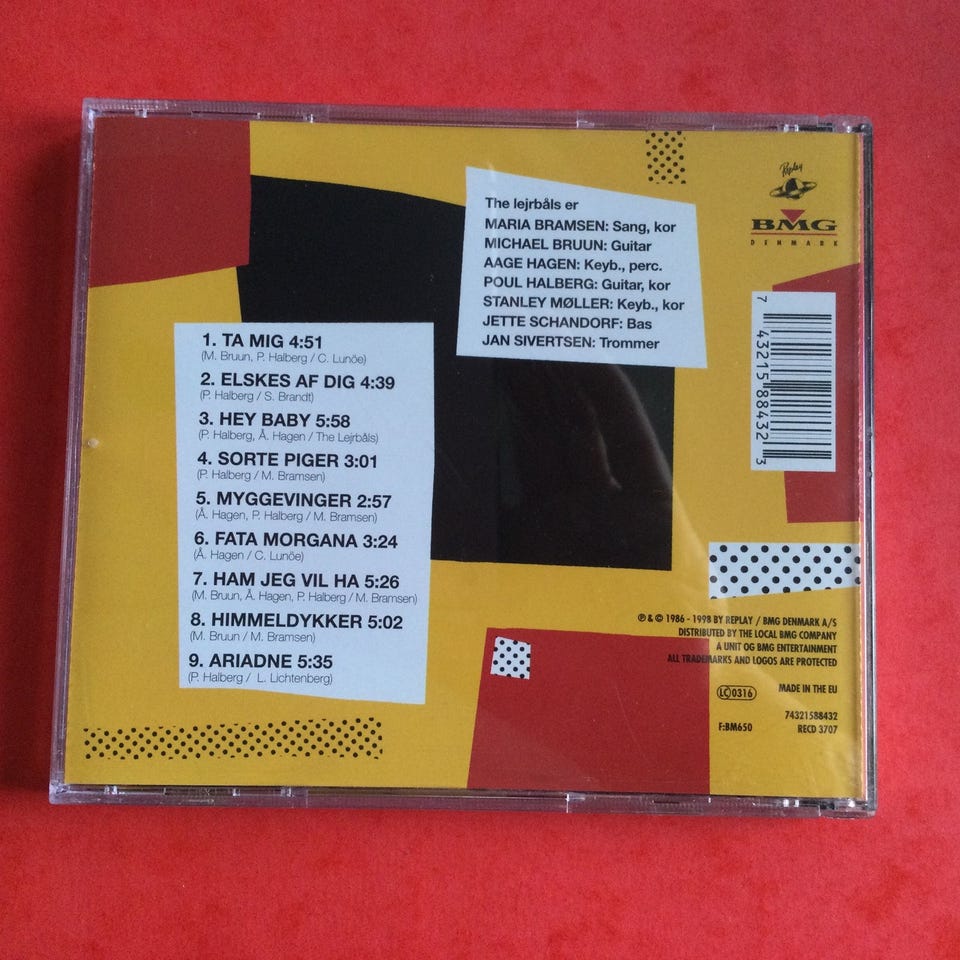 The lejrbåls er
MARIA BRAMSEN: Sang, kor
MICHAEL BRUUN: Guitar
AAGE HAGEN: Keyb., perc.
POUL HALBERG: Guitar, kor
STANLEY MØLLER: Keyb., kor
JETTE SCHANDORF: Bas
JAN SIVERTSEN: Trommer
Replay
BMG
DENMARK
7 43215 88432 3
1. TA MIG 4:51
(M. Bruun, P. Halberg / C. Lunöe)
2. ELSKES AF DIG 4:39
(P. Halberg / S. Brandt)
3. HEY BABY 5:58
(P. Halberg, Å. Hagen / The Lejrbåls)
4. SORTE PIGER 3:01
(P. Halberg / M. Bramsen)
5. MYGGEVINGER 2:57
(Å. Hagen, P. Halberg / M. Bramsen)
6. FATA MORGANA 3:24
(Å. Hagen / C. Lunöe)
7. HAM JEG VIL HA 5:26
(M. Bruun, Å. Hagen, P. Halberg / M. Bramsen)
8. HIMMELDYKKER 5:02
(M. Bruun / M. Bramsen)
9. ARIADNE 5:35
(P. Halberg / L. Lichtenberg)
℗ & © 1986 - 1998 BY REPLAY / BMG DENMARK A/S
DISTRIBUTED BY THE LOCAL BMG COMPANY
A UNIT OG BMG ENTERTAINMENT
ALL TRADEMARKS AND LOGOS ARE PROTECTED
LC 0316
MADE IN THE EU
F:BM650
74321588432
RECD 3707